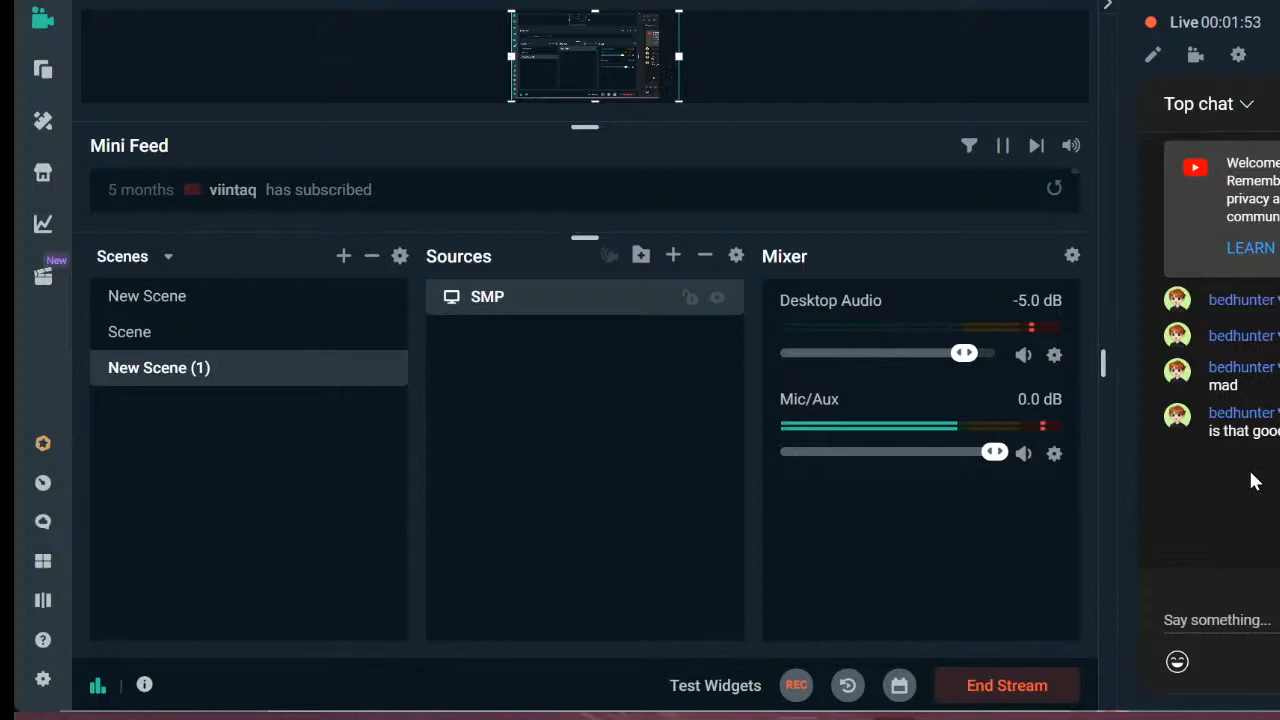 Live 00:01:53
Top chat
Mini Feed
Welcome
Remembe
privacy a
commun
LEARN
5 months viintaq has subscribed
New
Scenes
Sources
Mixer
New Scene
Scene
New Scene (1)
SMP
Desktop Audio -5.0 dB
Mic/Aux 0.0 dB
bedhunter
bedhunter
bedhunter
mad
bedhunter
is that good
Say something...
Test Widgets
REC
End Stream